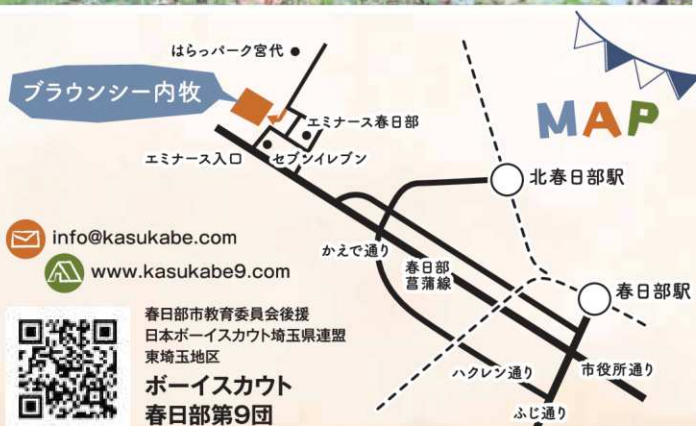 はらっパーク宮代
ブラウンシー内牧
MAP
エミナース春日部
エミナース入口
セブンイレブン
北春日部駅
info@kasukabe.com
www.kasukabe9.com
かえで通り
春日部
菖蒲線
春日部駅
春日部市教育委員会後援
日本ボーイスカウト埼玉県連盟
東埼玉地区
ボーイスカウト
春日部第9団
ハクレン通り
市役所通り
ふじ通り